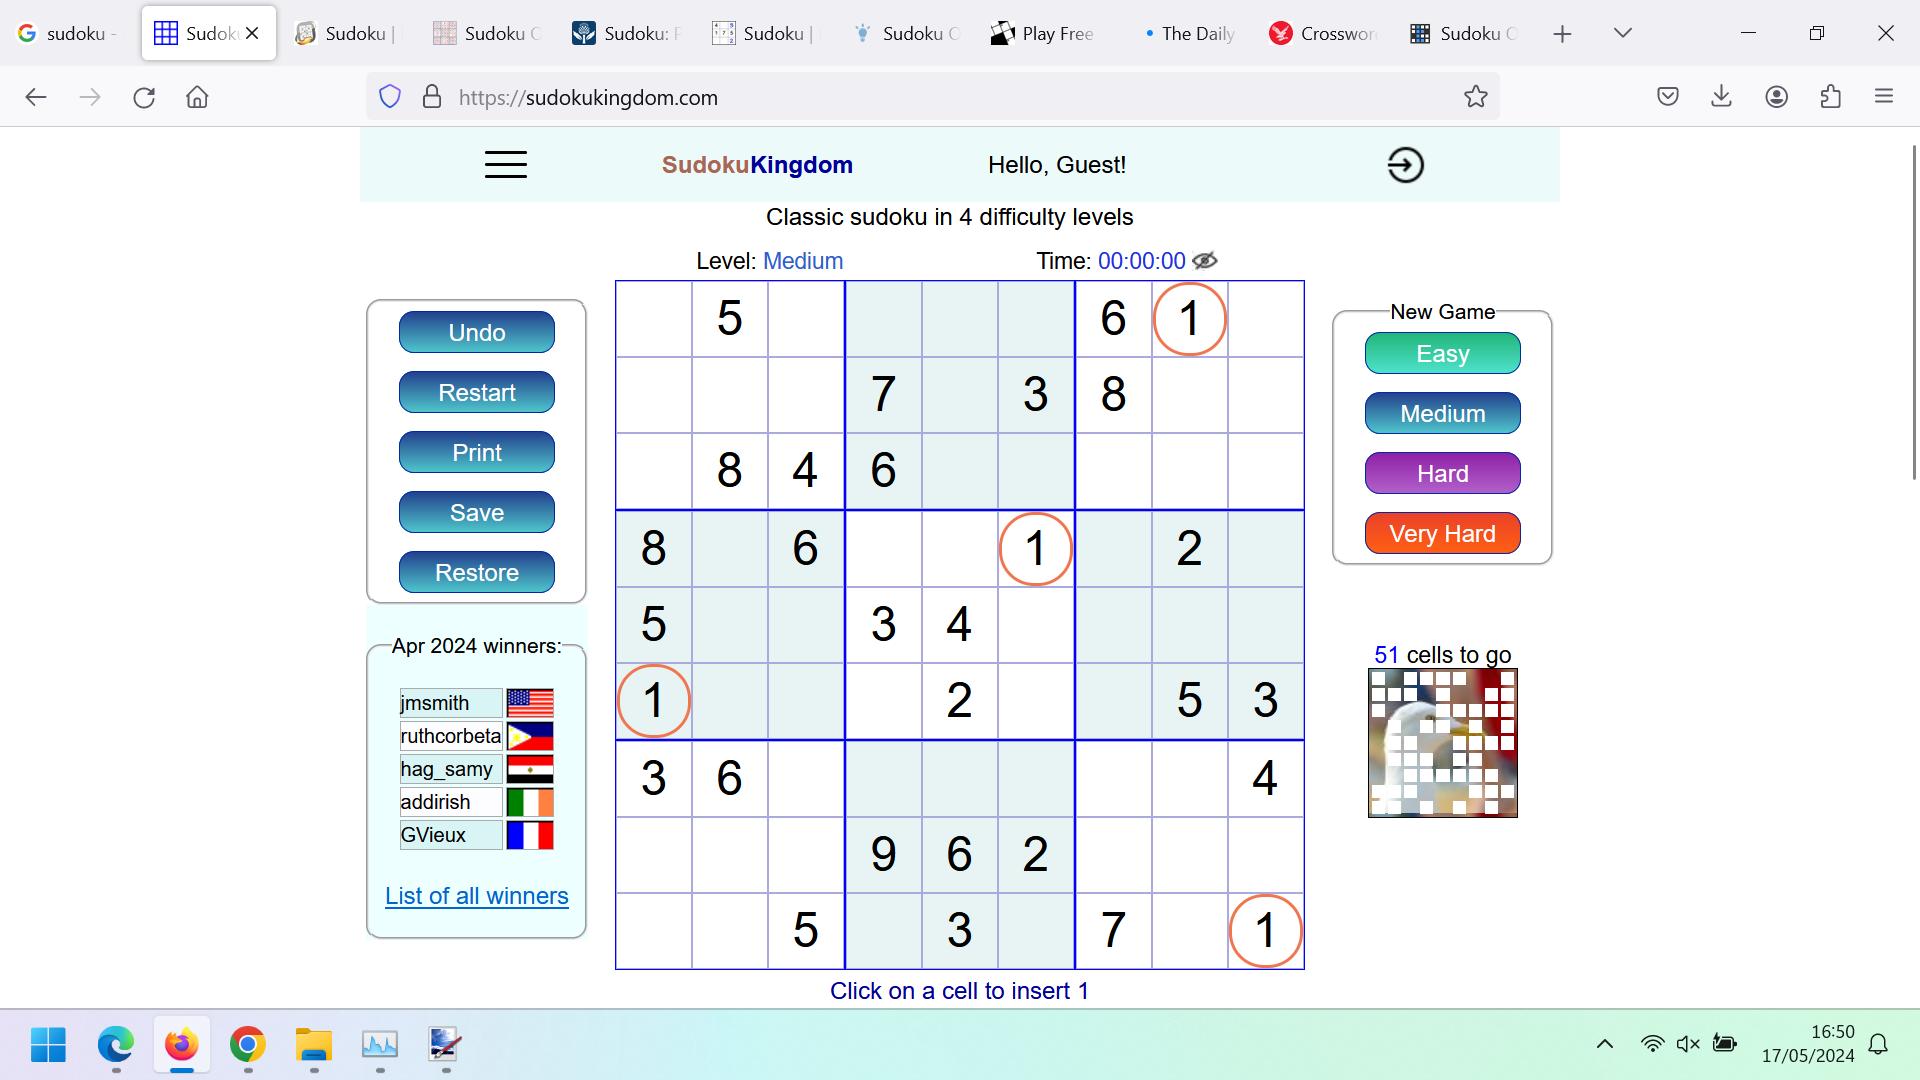 sudoku -
Sudoku
Sudoku |
Sudoku O
Sudoku: F
Sudoku |
Sudoku O
Play Free
The Daily
Crosswor
Sudoku O
https://sudokukingdom.com
SudokuKingdom
Hello, Guest!
Classic sudoku in 4 difficulty levels
Level: Medium
Time: 00:00:00
Undo
Restart
Print
Save
Restore
Apr 2024 winners:
jmsmith
ruthcorbeta
hag_samy
addirish
GVieux
List of all winners
5 6 1
7 3 8
8 4 6
8 6 1 2
5 3 4
1 2 5 3
3 6 4
9 6 2
5 3 7 1
Click on a cell to insert 1
New Game
Easy
Medium
Hard
Very Hard
51 cells to go
16:50
17/05/2024